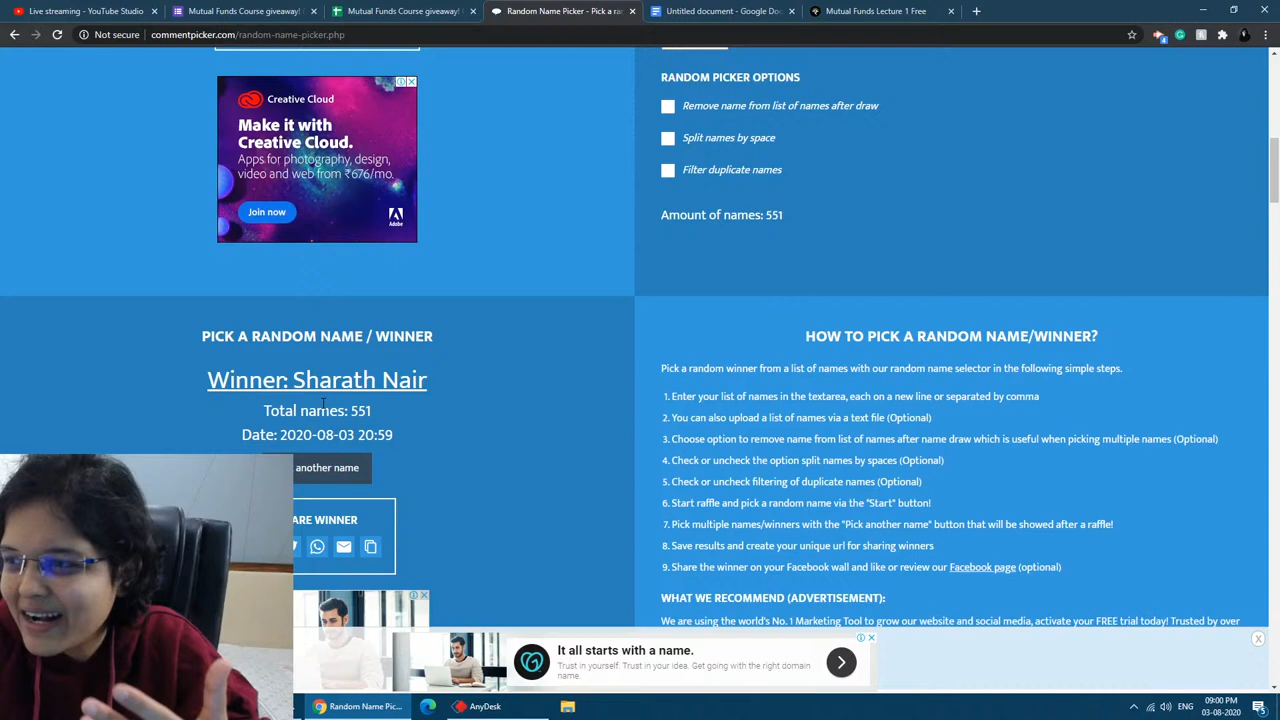 Live streaming - YouTube Studio
Mutual Funds Course giveaway!
Mutual Funds Course giveaway!
Random Name Picker - Pick a ra
Untitled document - Google Doc
Mutual Funds Lecture 1 Free
Not secure
commentpicker.com/random-name-picker.php
Creative Cloud
Make it with
Creative Cloud.
Apps for photography, design,
video and web from ₹676/mo.
Join now
Adobe
RANDOM PICKER OPTIONS
Remove name from list of names after draw
Split names by space
Filter duplicate names
Amount of names: 551
PICK A RANDOM NAME / WINNER
Winner: Sharath Nair
Total names: 551
Date: 2020-08-03 20:59
another name
ARE WINNER
HOW TO PICK A RANDOM NAME/WINNER?
Pick a random winner from a list of names with our random name selector in the following simple steps.
1. Enter your list of names in the textarea, each on a new line or separated by comma
2. You can also upload a list of names via a text file (Optional)
3. Choose option to remove name from list of names after name draw which is useful when picking multiple names (Optional)
4. Check or uncheck the option split names by spaces (Optional)
5. Check or uncheck filtering of duplicate names (Optional)
6. Start raffle and pick a random name via the "Start" button!
7. Pick multiple names/winners with the "Pick another name" button that will be showed after a raffle!
8. Save results and create your unique url for sharing winners
9. Share the winner on your Facebook wall and like or review our Facebook page (optional)
WHAT WE RECOMMEND (ADVERTISEMENT):
We are using the world's No. 1 Marketing Tool to grow our website and social media, activate your FREE trial today! Trusted by over
It all starts with a name.
Trust in yourself. Trust in your idea. Get going with the right domain
name.
Random Name Pic...
AnyDesk
ENG
09:00 PM
03-08-2020
5